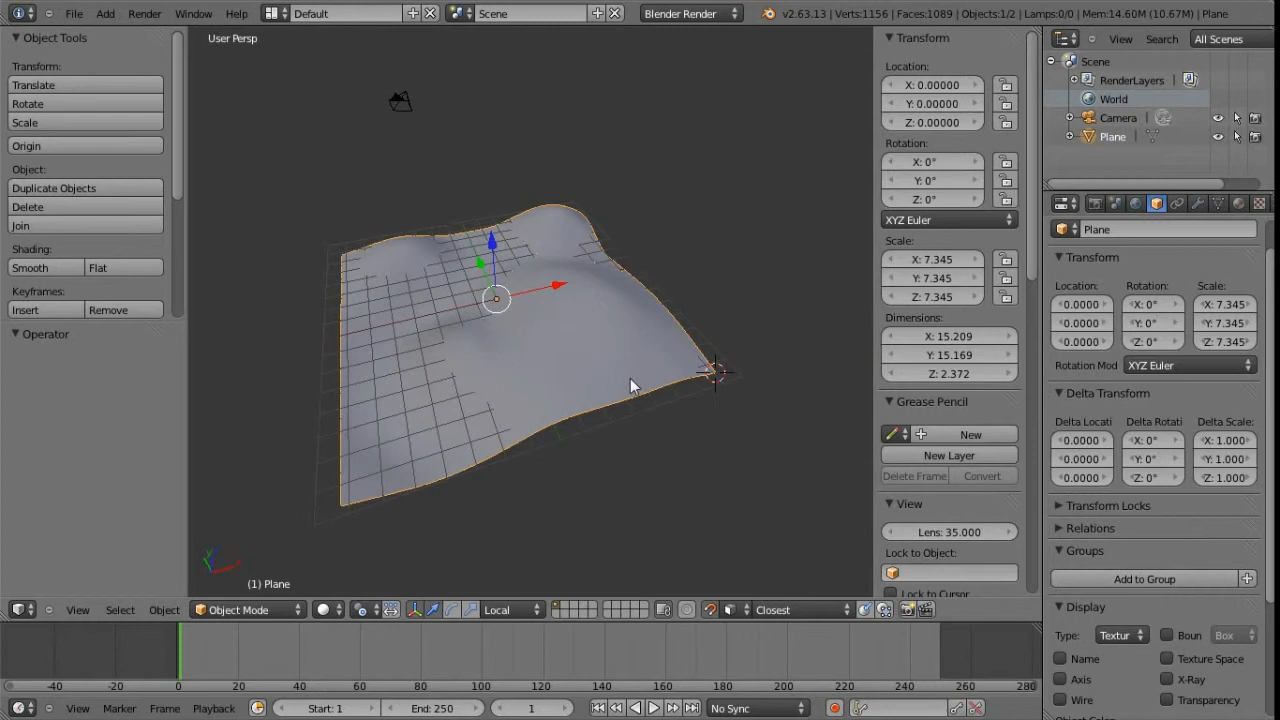 File Add Render Window Help Default Scene Blender Render v2.63.13 | Verts:1156 | Faces:1089 | Objects:1/2 | Lamps:0/0 | Mem:14.60M (10.67M) | Plane
Object Tools
Transform:
Translate
Rotate
Scale
Origin
Object:
Duplicate Objects
Delete
Join
Shading:
Smooth Flat
Keyframes:
Insert Remove
Operator
User Persp
(1) Plane
Transform
Location:
X: 0.00000
Y: 0.00000
Z: 0.00000
Rotation:
X: 0°
Y: 0°
Z: 0°
XYZ Euler
Scale:
X: 7.345
Y: 7.345
Z: 7.345
Dimensions:
X: 15.209
Y: 15.169
Z: 2.372
Grease Pencil
New
New Layer
Delete Frame Convert
View
Lens: 35.000
Lock to Object:
Lock to Cursor
View Search All Scenes
Scene
RenderLayers
World
Camera
Plane
Plane
Transform
Location: Rotation: Scale:
0.0000 X: 0° X: 7.345
0.0000 Y: 0° Y: 7.345
0.0000 Z: 0° Z: 7.345
Rotation Mod XYZ Euler
Delta Transform
Delta Locati Delta Rotati Delta Scale:
0.0000 X: 0° X: 1.000
0.0000 Y: 0° Y: 1.000
0.0000 Z: 0° Z: 1.000
Transform Locks
Relations
Groups
Add to Group
Display
Type: Textur Boun Box
Name Texture Space
Axis X-Ray
Wire Transparency
View Select Object Object Mode Local Closest
-40 -20 0 20 40 60 80 100 120 140 160 180 200 220 240 260 280
View Marker Frame Playback Start: 1 End: 250 1 No Sync